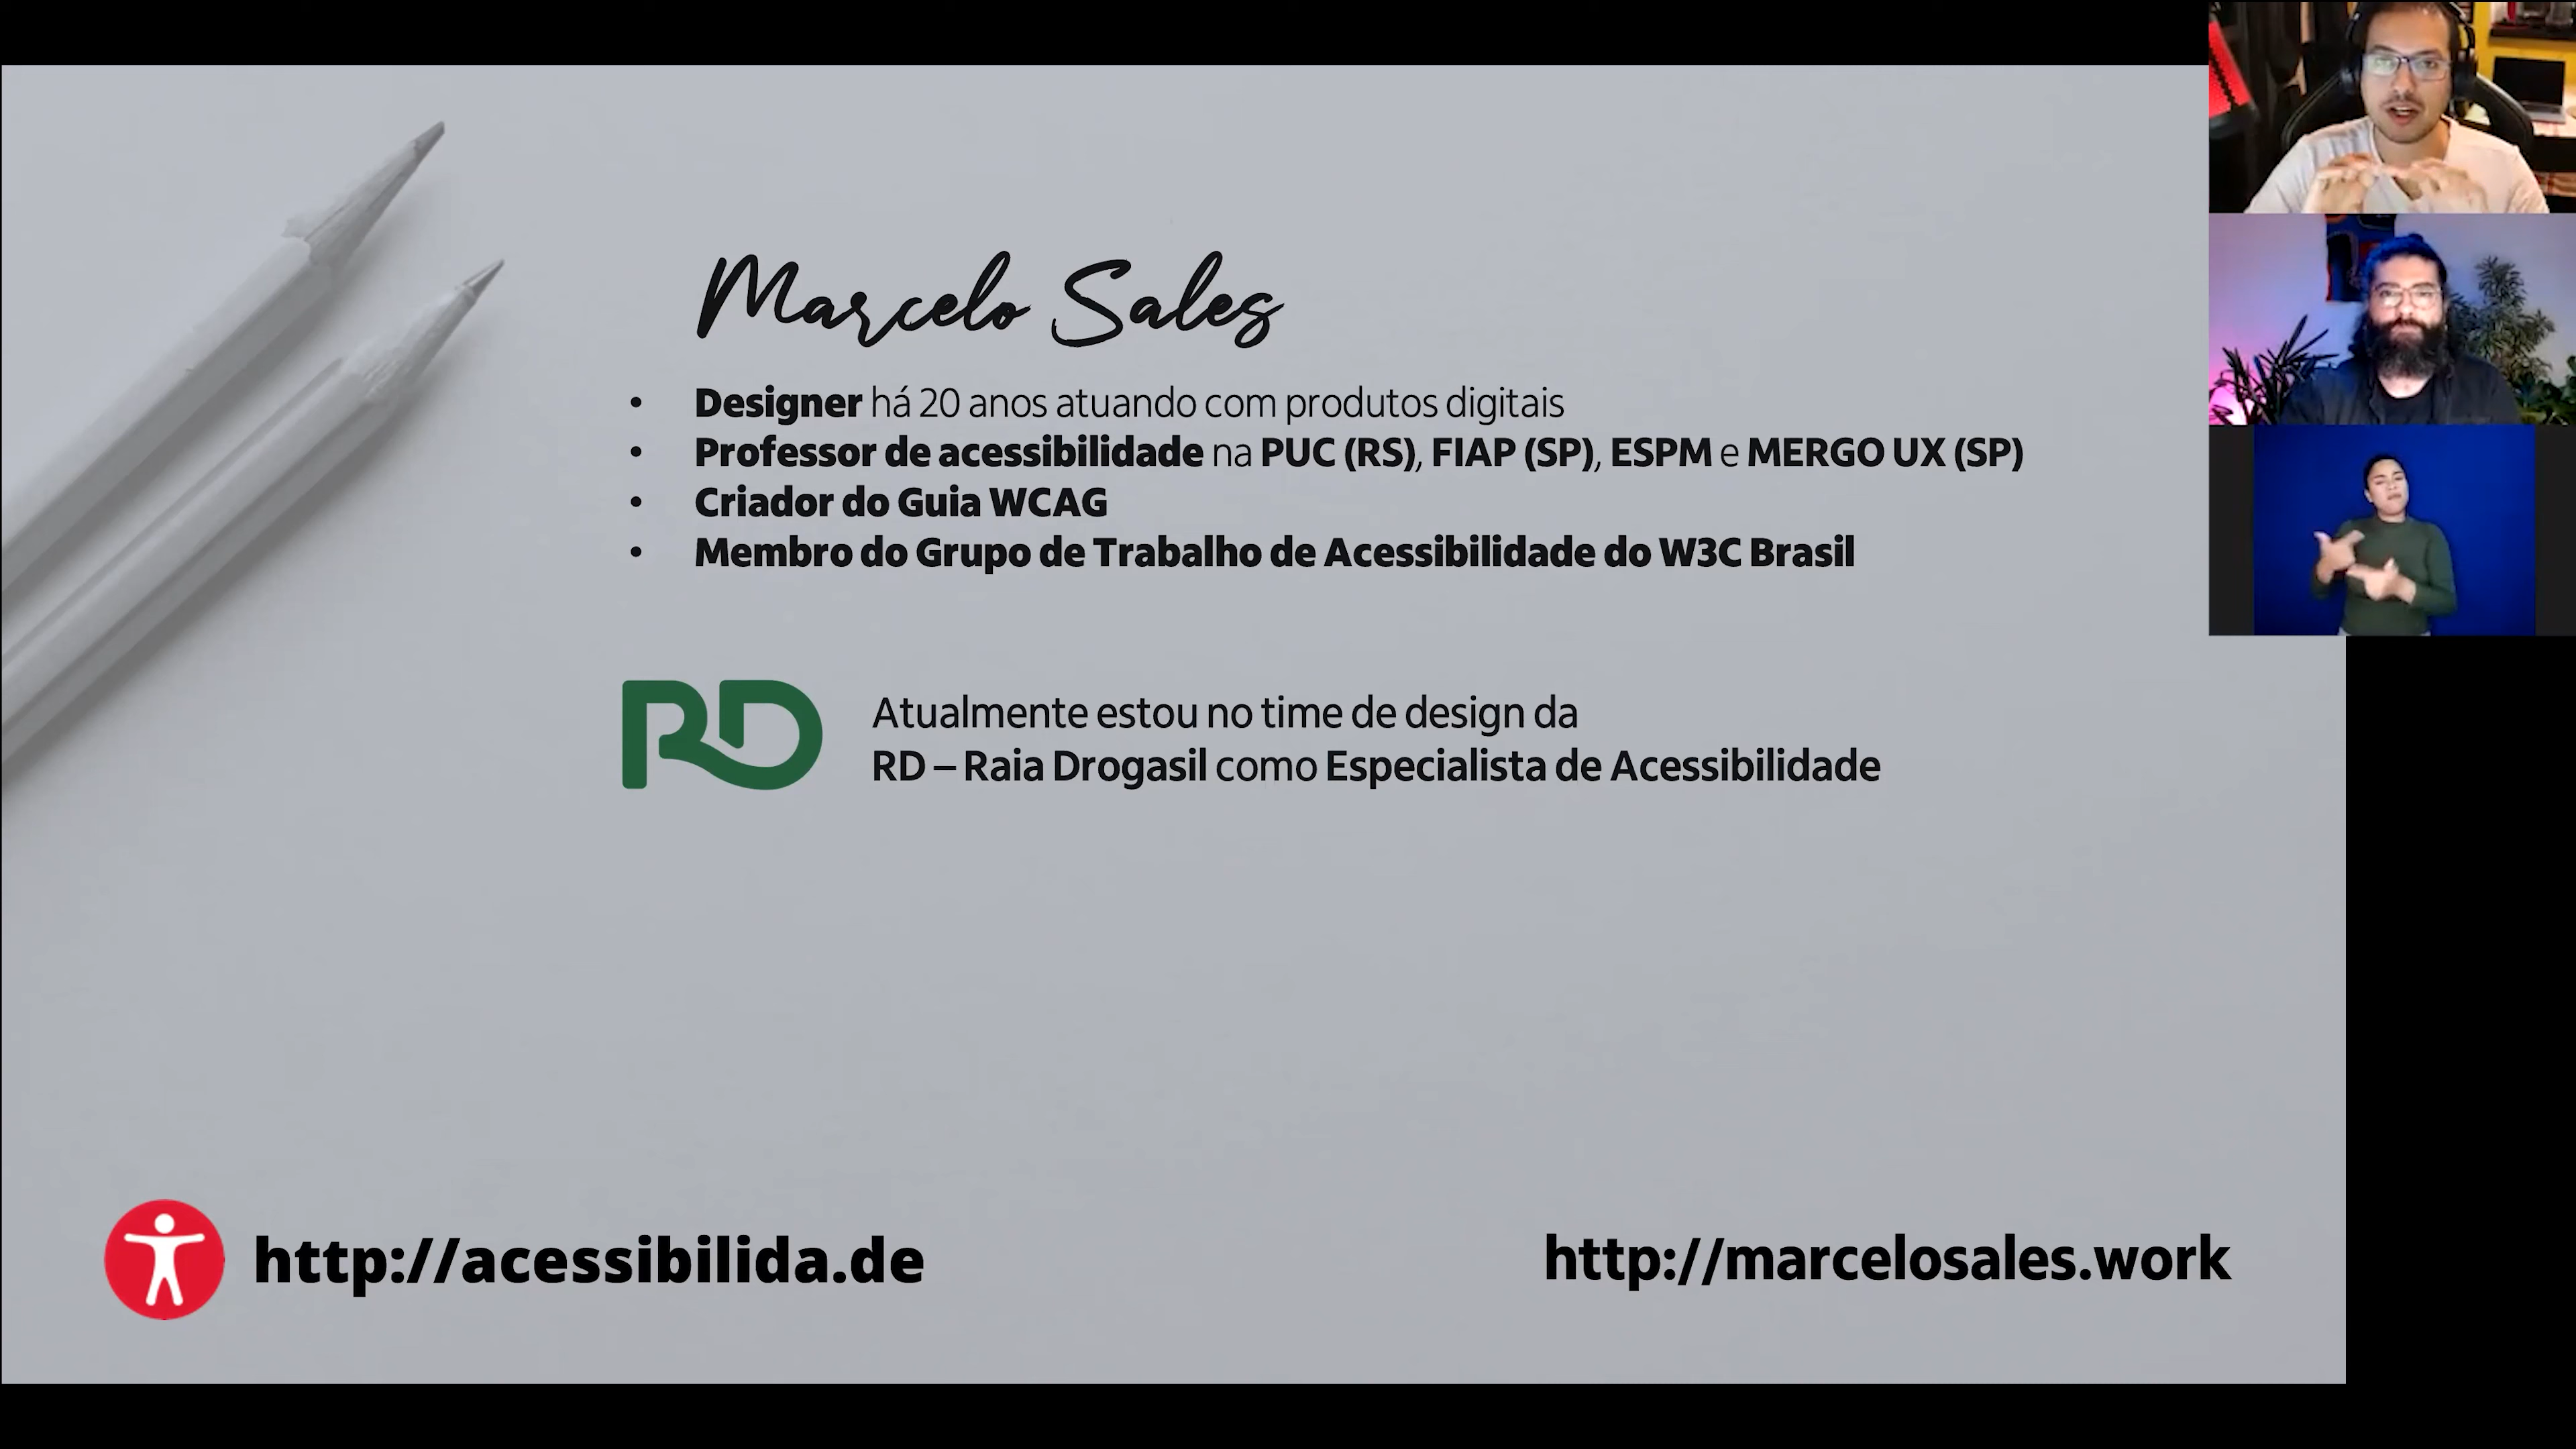 Marcelo Sales
• Designer há 20 anos atuando com produtos digitais
• Professor de acessibilidade na PUC (RS), FIAP (SP), ESPM e MERGO UX (SP)
• Criador do Guia WCAG
• Membro do Grupo de Trabalho de Acessibilidade do W3C Brasil
RD
Atualmente estou no time de design da
RD – Raia Drogasil como Especialista de Acessibilidade
http://acessibilida.de
http://marcelosales.work